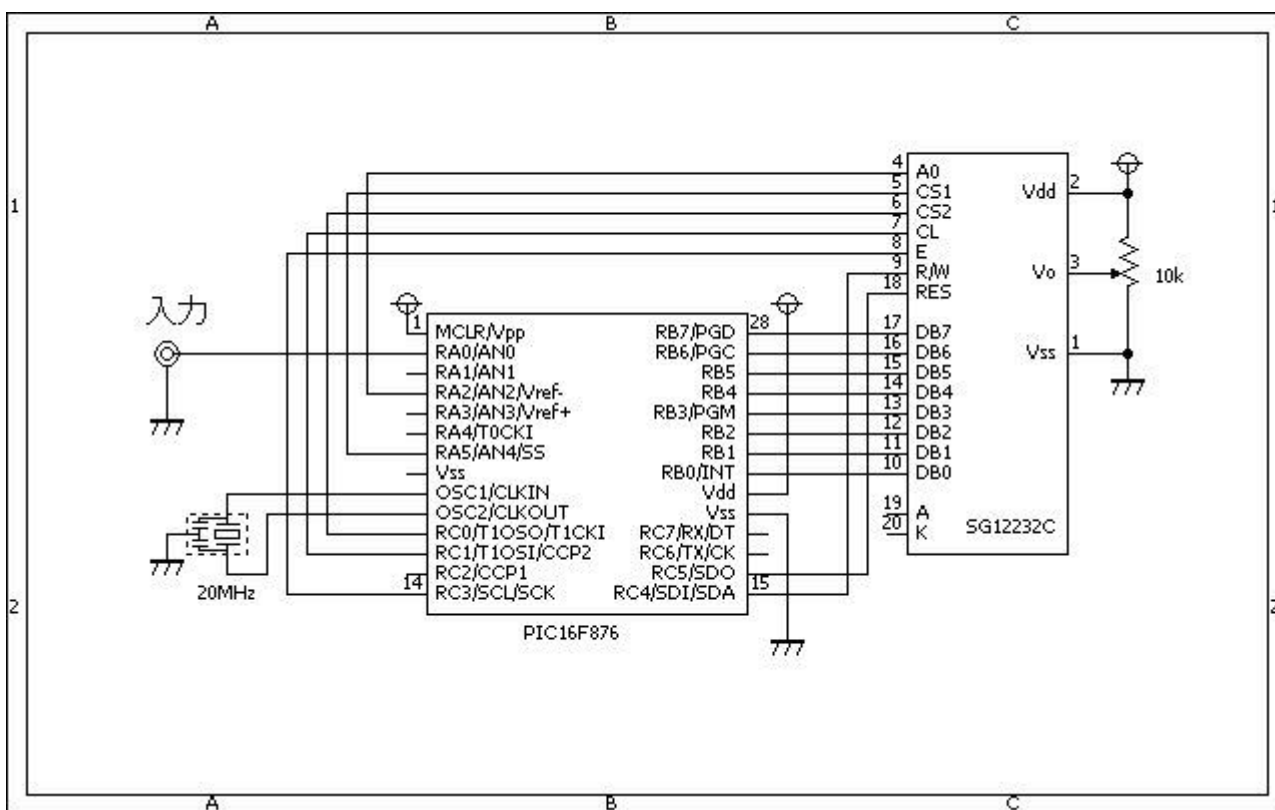 A B C
1 1
2 2
A B C
入力
20MHz
1
14
MCLR/Vpp
RA0/AN0
RA1/AN1
RA2/AN2/Vref-
RA3/AN3/Vref+
RA4/T0CKI
RA5/AN4/SS
Vss
OSC1/CLKIN
OSC2/CLKOUT
RC0/T1OSO/T1CKI
RC1/T1OSI/CCP2
RC2/CCP1
RC3/SCL/SCK
28
15
RB7/PGD
RB6/PGC
RB5
RB4
RB3/PGM
RB2
RB1
RB0/INT
Vdd
Vss
RC7/RX/DT
RC6/TX/CK
RC5/SDO
RC4/SDI/SDA
PIC16F876
4 A0
5 CS1
6 CS2
7 CL
8 E
9 R/W
18 RES
17 DB7
16 DB6
15 DB5
14 DB4
13 DB3
12 DB2
11 DB1
10 DB0
19 A
20 K
Vdd 2
Vo 3
Vss 1
SG12232C
10k